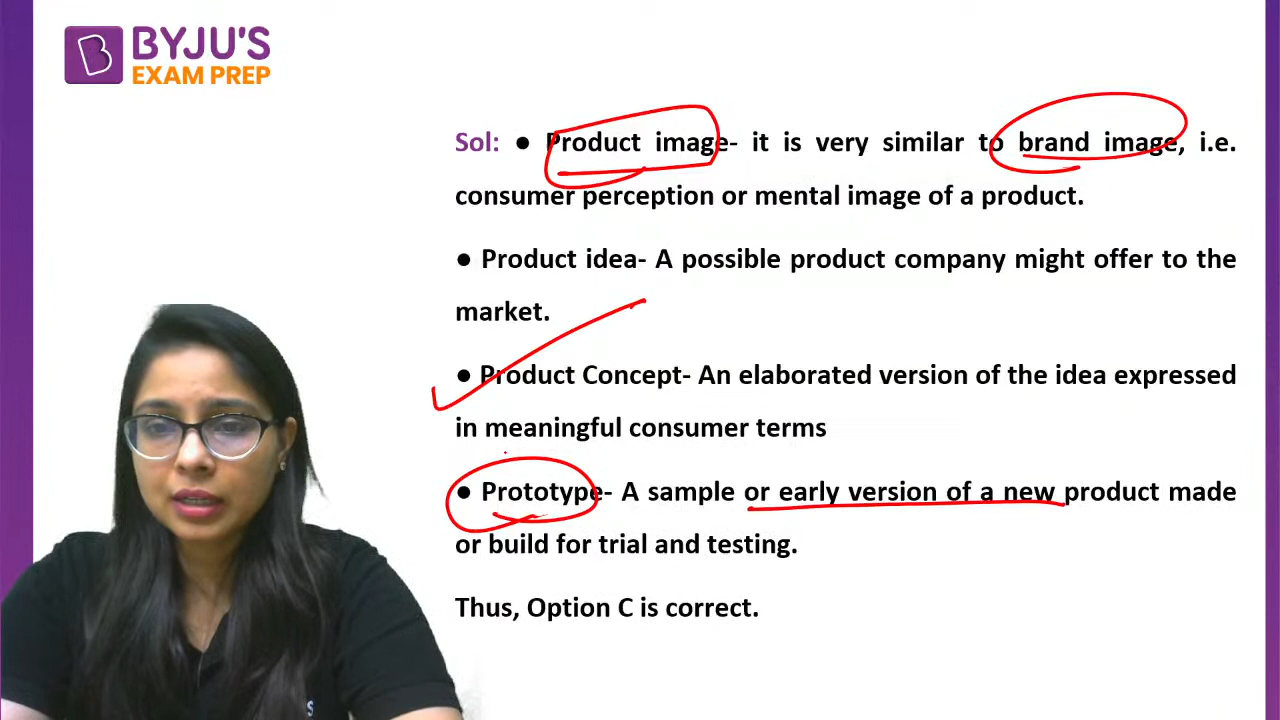 BYJU'S
EXAM PREP
Sol: ● Product image- it is very similar to brand image, i.e.
consumer perception or mental image of a product.
● Product idea- A possible product company might offer to the
market.
● Product Concept- An elaborated version of the idea expressed
in meaningful consumer terms
● Prototype- A sample or early version of a new product made
or build for trial and testing.
Thus, Option C is correct.